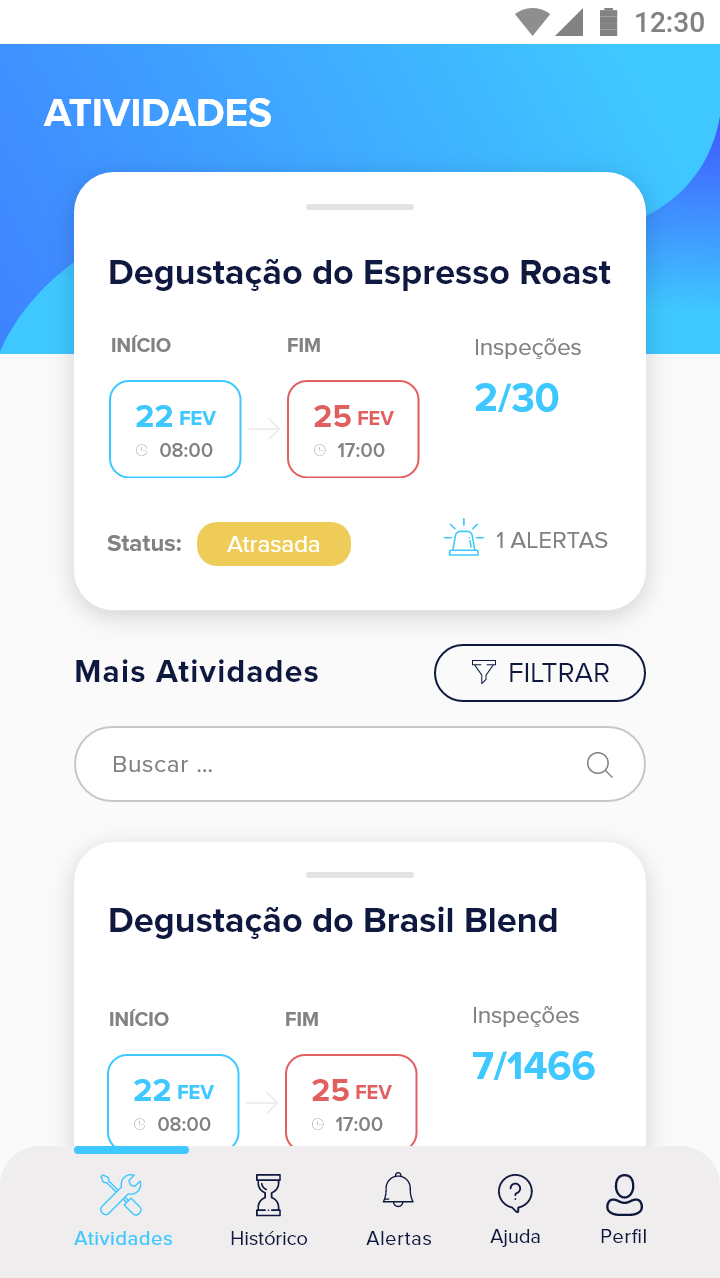 12:30
ATIVIDADES
Degustação do Espresso Roast
INÍCIO FIM Inspeções
22 FEV 25 FEV 2/30
08:00 17:00
Status: Atrasada 1 ALERTAS
Mais Atividades FILTRAR
Buscar ...
Degustação do Brasil Blend
INÍCIO FIM Inspeções
22 FEV 25 FEV 7/1466
08:00 17:00
Atividades Histórico Alertas Ajuda Perfil